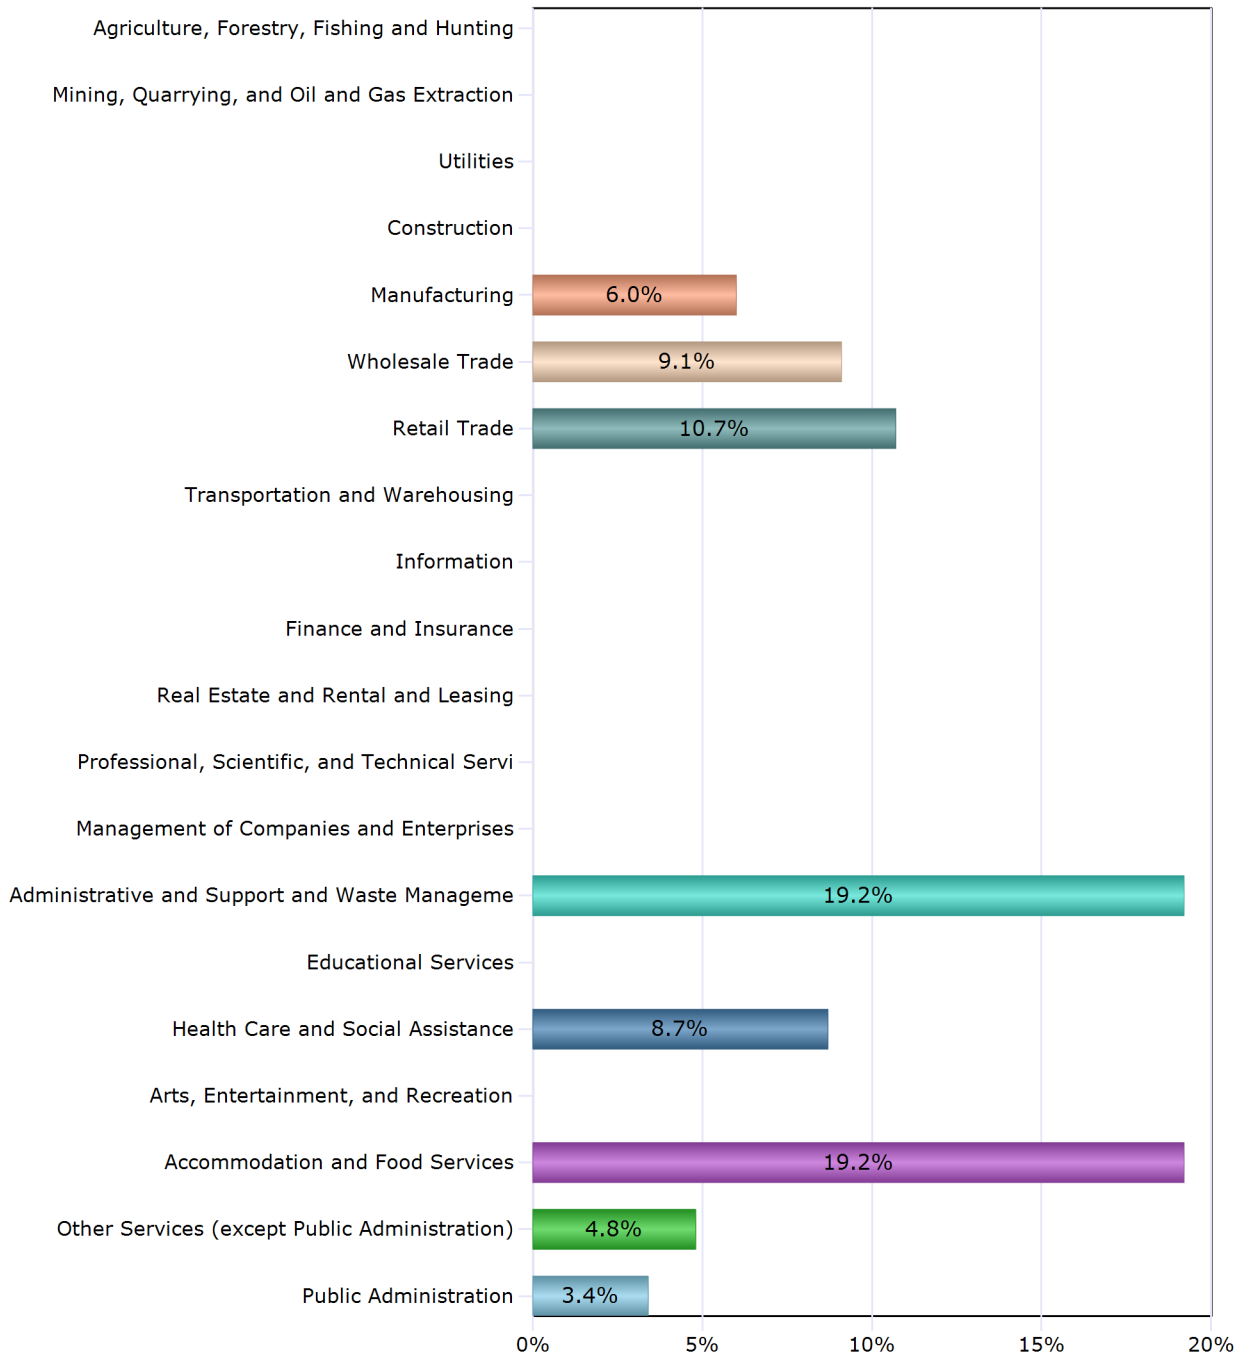 Agriculture, Forestry, Fishing and Hunting
Mining, Quarrying, and Oil and Gas Extraction
Utilities
Construction
Manufacturing 6.0%
Wholesale Trade 9.1%
Retail Trade 10.7%
Transportation and Warehousing
Information
Finance and Insurance
Real Estate and Rental and Leasing
Professional, Scientific, and Technical Servi
Management of Companies and Enterprises
Administrative and Support and Waste Manageme 19.2%
Educational Services
Health Care and Social Assistance 8.7%
Arts, Entertainment, and Recreation
Accommodation and Food Services 19.2%
Other Services (except Public Administration) 4.8%
Public Administration 3.4%
0% 5% 10% 15% 20%